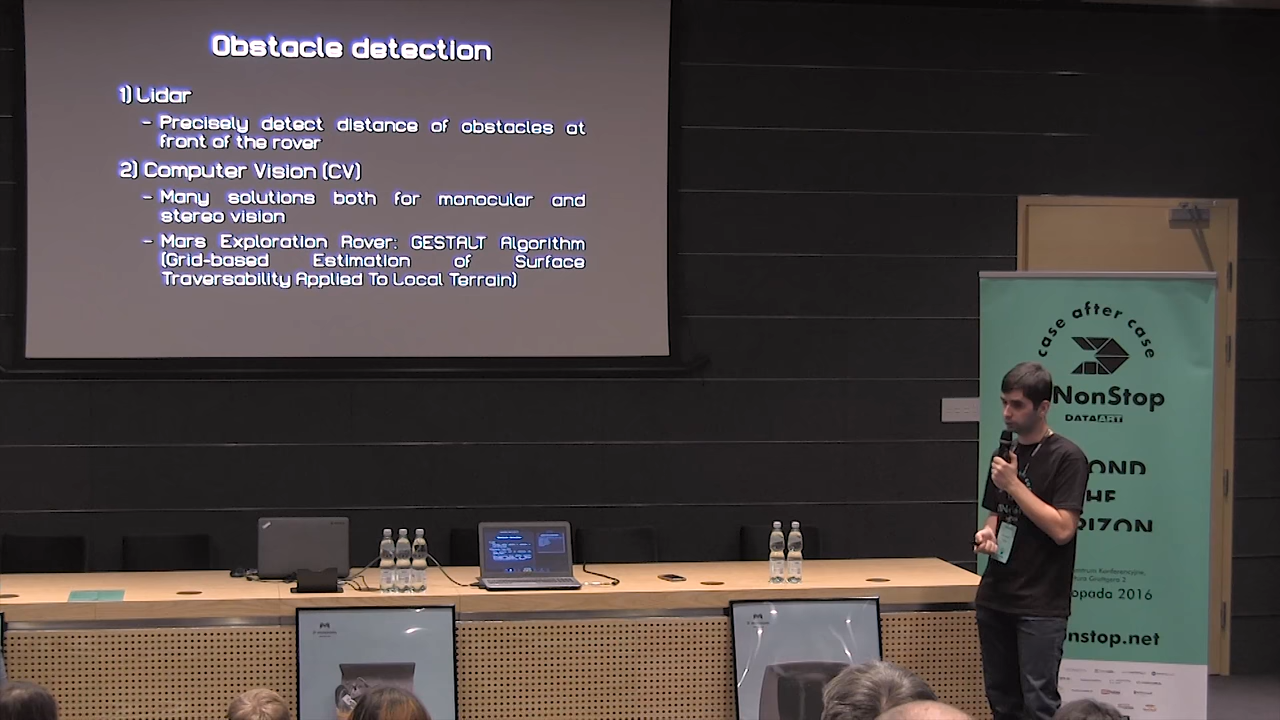 Obstacle detection
1) Lidar
- Precisely detect distance of obstacles at
front of the rover
2) Computer Vision (CV)
- Many solutions both for monocular and
stereo vision
- Mars Exploration Rover: GESTALT Algorithm
(Grid-based Estimation of Surface
Traversability Applied To Local Terrain)
case after case
NonStop
DATAART
OND
HE
RIZON
opada 2016
nstop.net